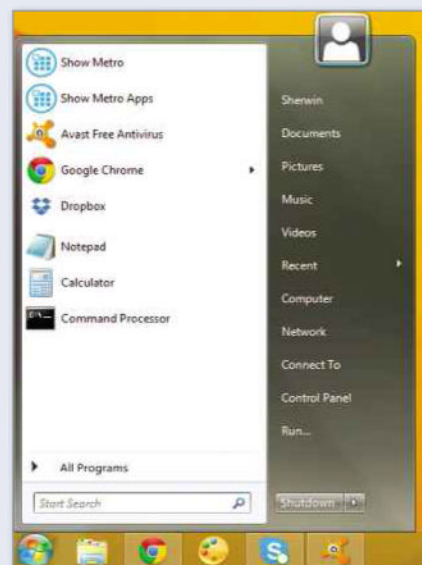 Show Metro
Show Metro Apps
Avast Free Antivirus
Google Chrome
Dropbox
Notepad
Calculator
Command Processor
All Programs
Start Search
Sherwin
Documents
Pictures
Music
Videos
Recent
Computer
Network
Connect To
Control Panel
Run...
Shutdown